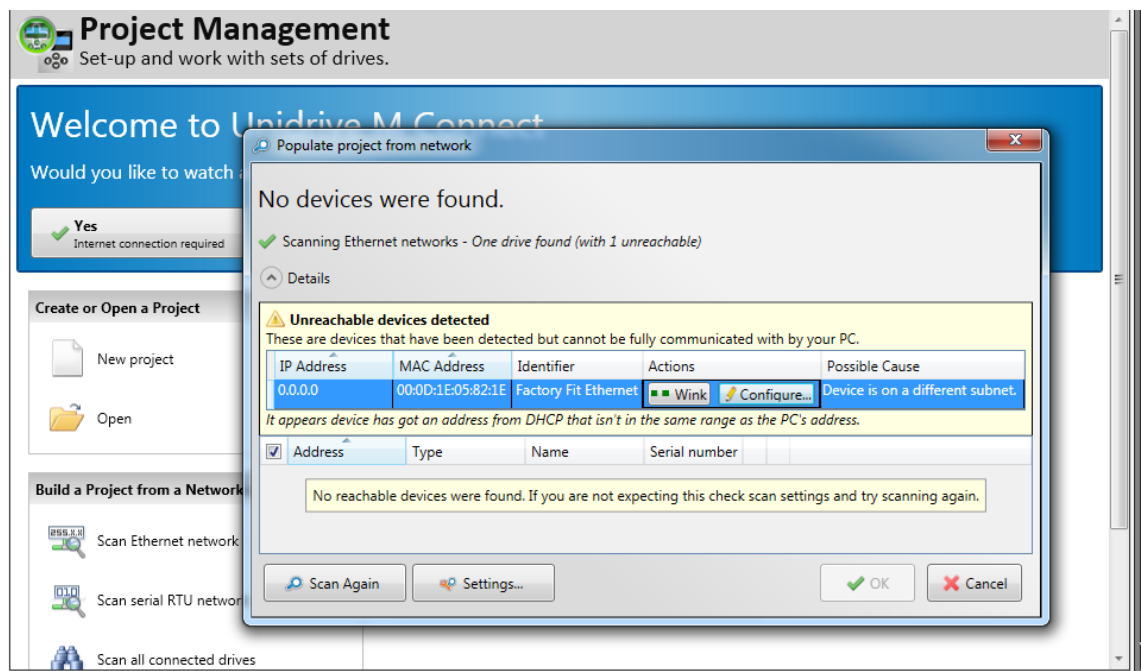 Project Management
Set-up and work with sets of drives.
Welcome to Unidrive M Connect
Would you like to watch
Yes
Internet connection required
Create or Open a Project
New project
Open
Build a Project from a Network
Scan Ethernet network
Scan serial RTU network
Scan all connected drives
Populate project from network
No devices were found.
Scanning Ethernet networks - One drive found (with 1 unreachable)
Details
Unreachable devices detected
These are devices that have been detected but cannot be fully communicated with by your PC.
IP Address MAC Address Identifier Actions Possible Cause
0.0.0.0 00:0D:1E:05:82:1E Factory Fit Ethernet Wink Configure... Device is on a different subnet.
It appears device has got an address from DHCP that isn't in the same range as the PC's address.
Address Type Name Serial number
No reachable devices were found. If you are not expecting this check scan settings and try scanning again.
Scan Again Settings... OK Cancel